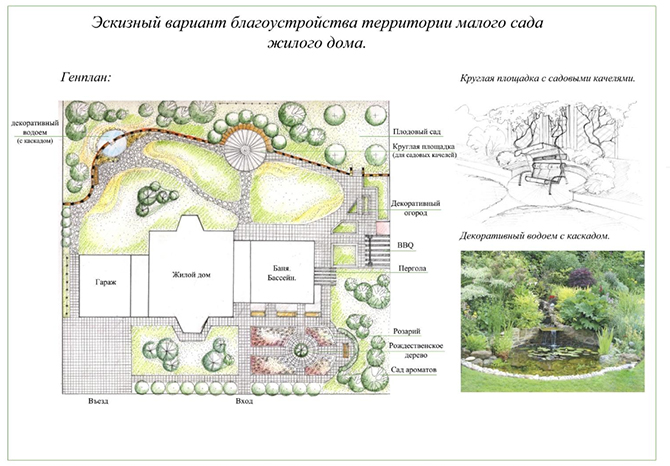 Эскизный вариант благоустройства территории малого сада
жилого дома.
Генплан:
декоративный
водоем
(с каскадом)
Плодовый сад
Круглая площадка
(для садовых качелей)
Декоративный
огород
BBQ
Пергола
Гараж
Жилой дом
Баня.
Бассейн.
Розарий
Рождественское
дерево
Сад ароматов
Въезд
Вход
Круглая площадка с садовыми качелями.
Декоративный водоем с каскадом.